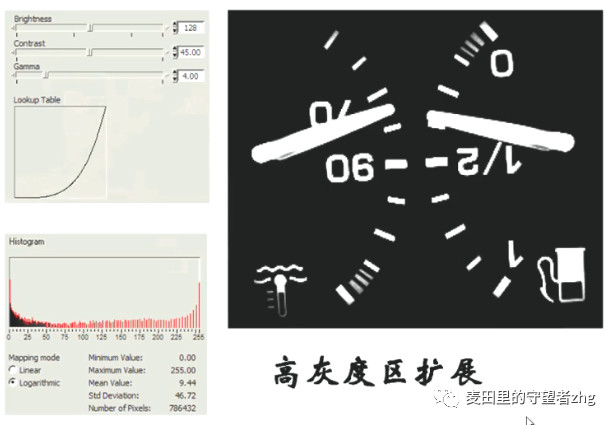 Brightness
128
Contrast
45.00
Gamma
4.00
Lookup Table
Histogram
0 25 50 75 100 125 150 175 200 225 255
Mapping mode
Linear
Logarithmic
Minimum Value: 0.00
Maximum Value: 255.00
Mean Value: 9.44
Std Deviation: 46.72
Number of Pixels: 786432
0
70
90
1/2
1
高灰度区扩展
麦田里的守望者zhg